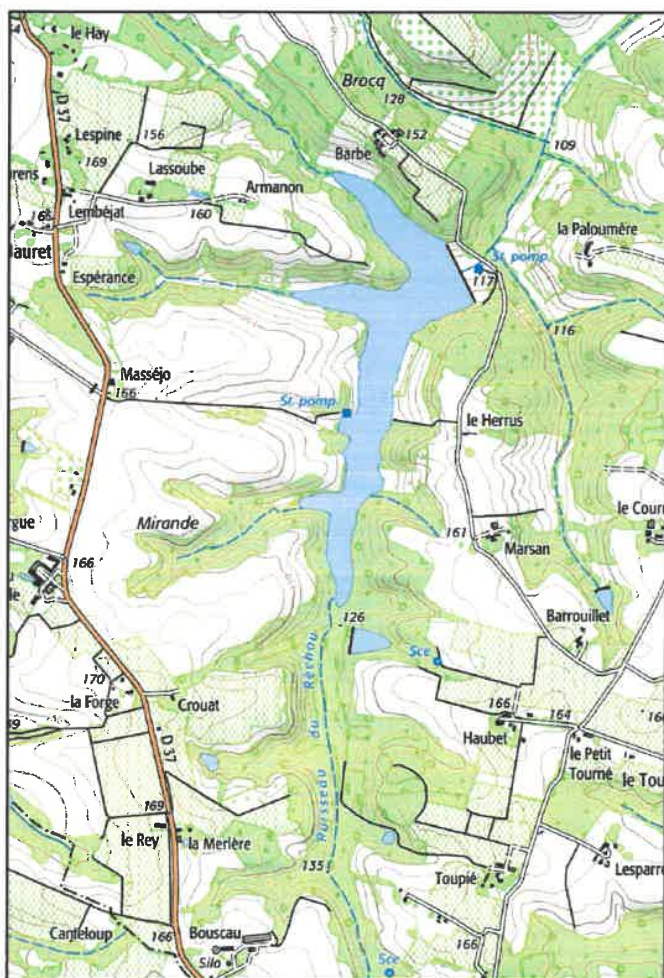 le Hay
Brocq
128
D 37
Lespine
156
152
109
169
Lassoube
Barbe
Armanon
Lembéjat
160
la Paloumère
St. pomp.
117
Espérance
116
Masséjo
166
St. pomp.
le Herrus
Mirande
161
Marsan
166
Barrouillet
126
Ruisseau du Réchou
Sce
170
la Forge
Crouat
166
164
Haubet
le Petit
Tourné
D 37
169
le Rey
la Merlère
135
Toupié
Lesparre
Canteloup
166
Bouscau
Silo
Sce
166